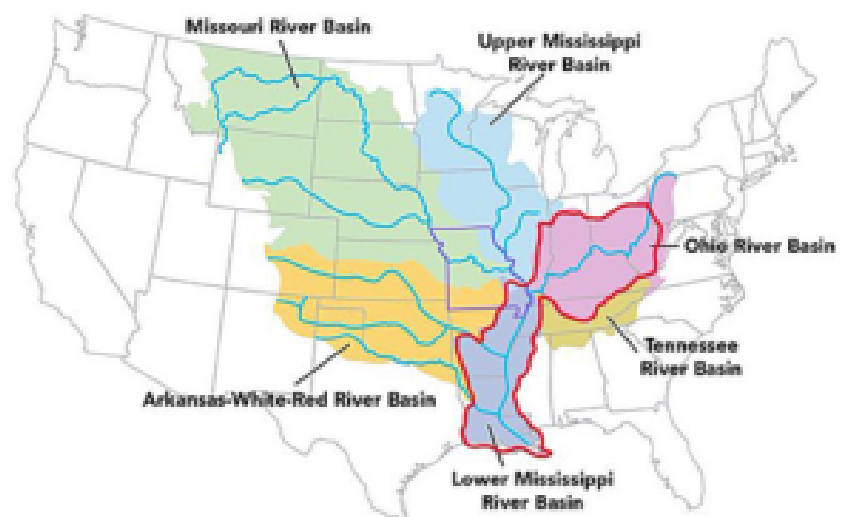 Missouri River Basin
Upper Mississippi
River Basin
Ohio River Basin
Tennessee
River Basin
Arkansas-White-Red River Basin
Lower Mississippi
River Basin